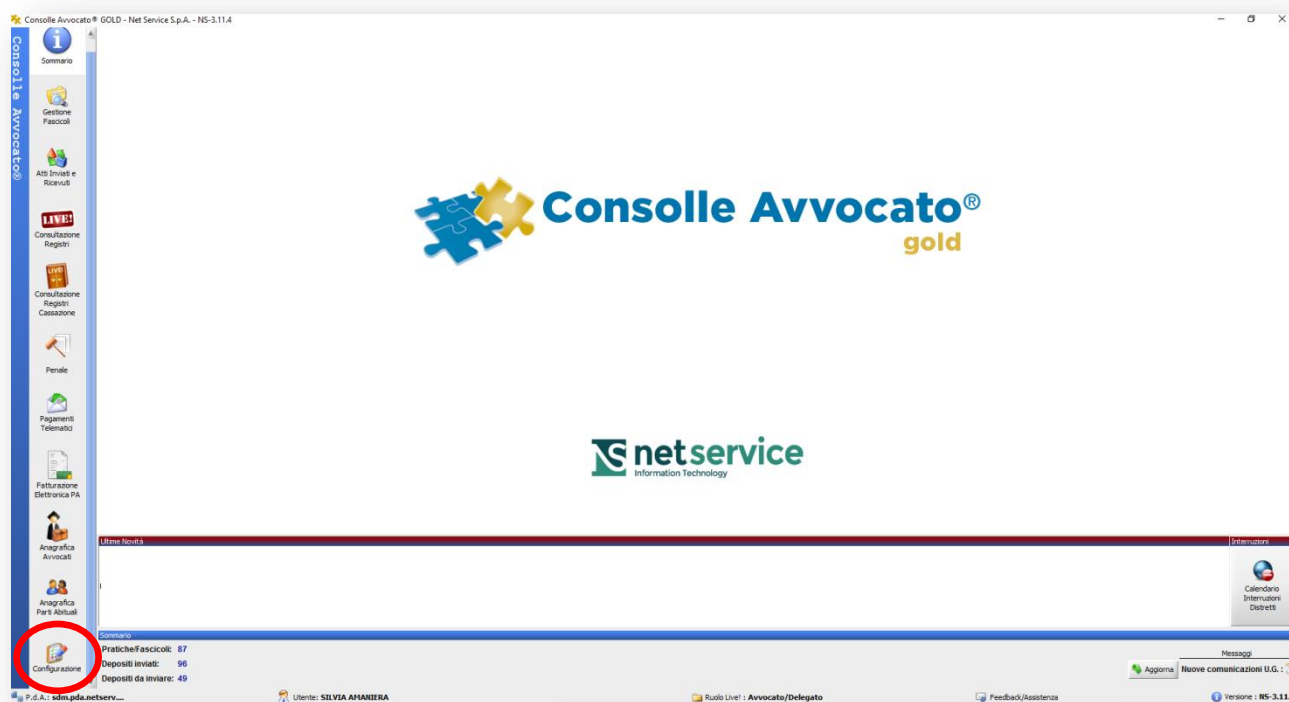 Consolle Avvocato® GOLD - Net Service S.p.A. - NS-3.11.4
Consolle Avvocato®
Sommario
Gestione
Fascicoli
Atti Inviati e
Ricevuti
LIVE!
Consultazione
Registri
LIVE!
Consultazione
Registri
Cassazione
Penale
Pagamenti
Telematici
Fatturazione
Elettronica PA
Anagrafica
Avvocati
Anagrafica
Parti Abituali
Configurazione
Consolle Avvocato®
gold
netservice
Information Technology
Ultime Novità
Interruzioni
Calendario
Interruzioni
Distretti
Sommario
Pratiche/Fascicoli: 87
Depositi inviati: 96
Depositi da inviare: 49
Messaggi
Aggiorna
Nuove comunicazioni U.G. :
P.d.A.: sdm.pda.netserv....
Utente: SILVIA AMANIERA
Ruolo Live! : Avvocato/Delegato
Feedback/Assistenza
Versione : NS-3.11.